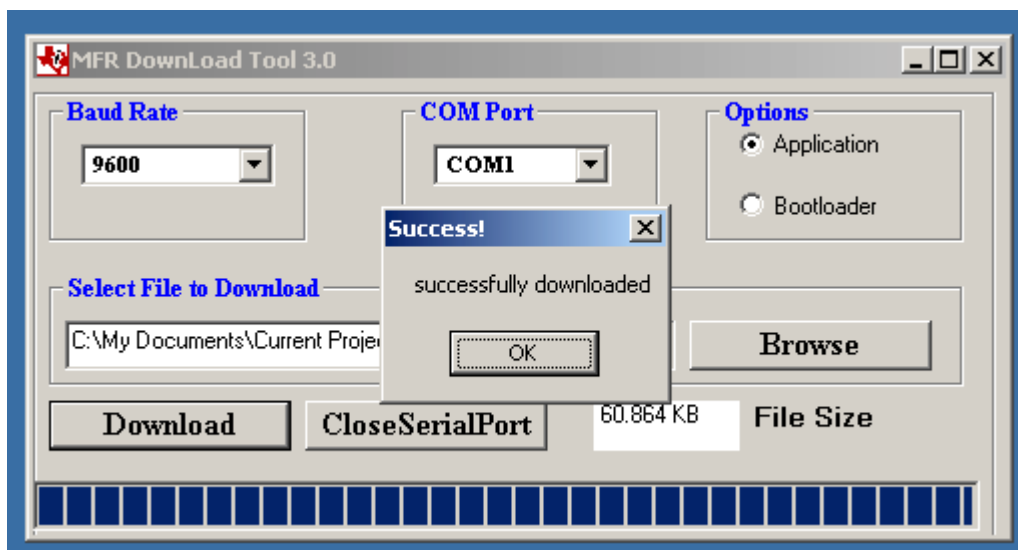 MFR DownLoad Tool 3.0
Baud Rate
9600
COM Port
COM1
Options
Application
Bootloader
Success!
successfully downloaded
OK
Select File to Download
C:\My Documents\Current
Browse
Download
CloseSerialPort
60.864 KB
File Size